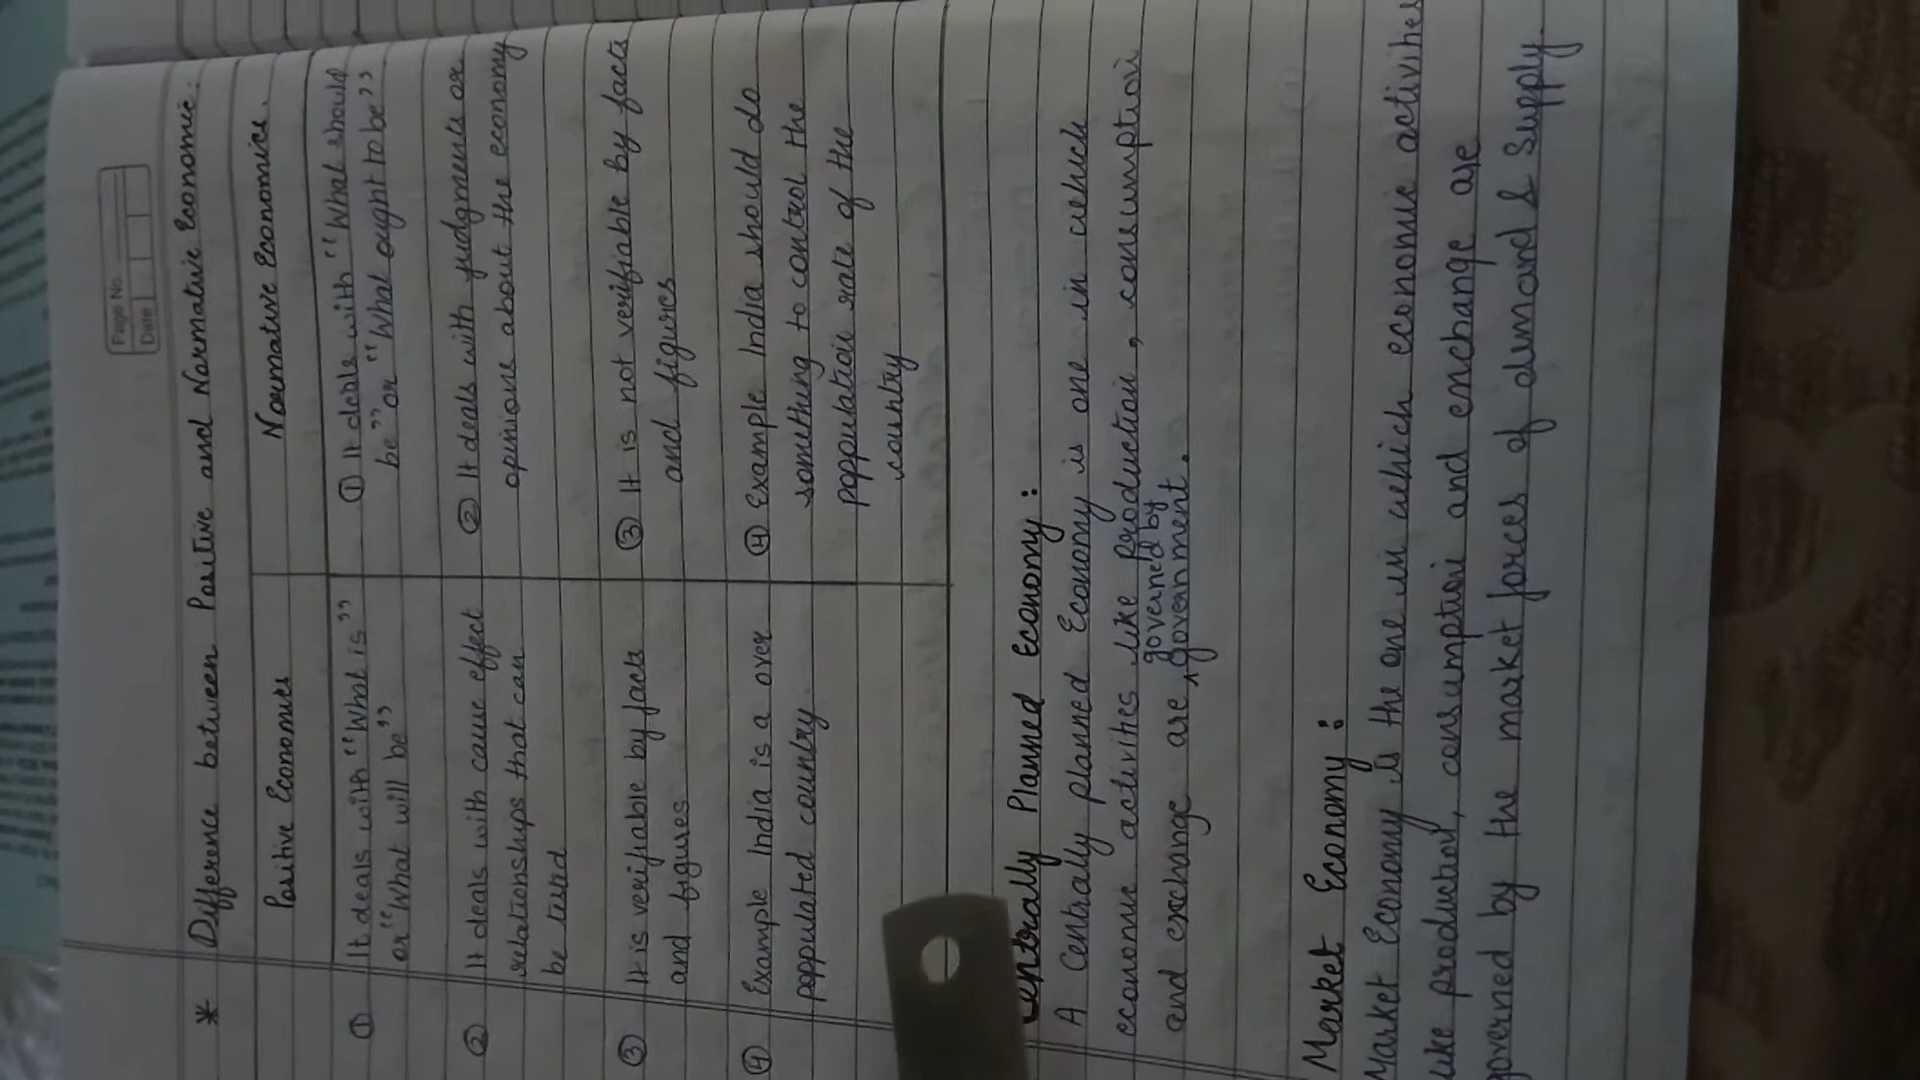 Page No.
Date
* Difference between Positive and Normative Economic:
Positive Economics
① It deals with "What is"
or "What will be"
② It deals with cause effect
relationships that can
be tested
③ It is verifiable by facts
and figures
④ Example India is a over
poppulated country
Normative Economics.
① It deals with "What should
be" or "What ought to be"
② It deals with judgments or
opinions about the economy
③ It is not verifiable by facts
and figures
④ Example India should do
something to control the
poppulation rate of the
country
Centrally Planned Economy:
A Centrally planned Economy is one in which
economic activities like production, consumption
and exchange are governed by government.
Market Economy:
Market Economy is the one in which economic activities
like production, consumption and enchange are
governed by the market forces of demand & Supply.